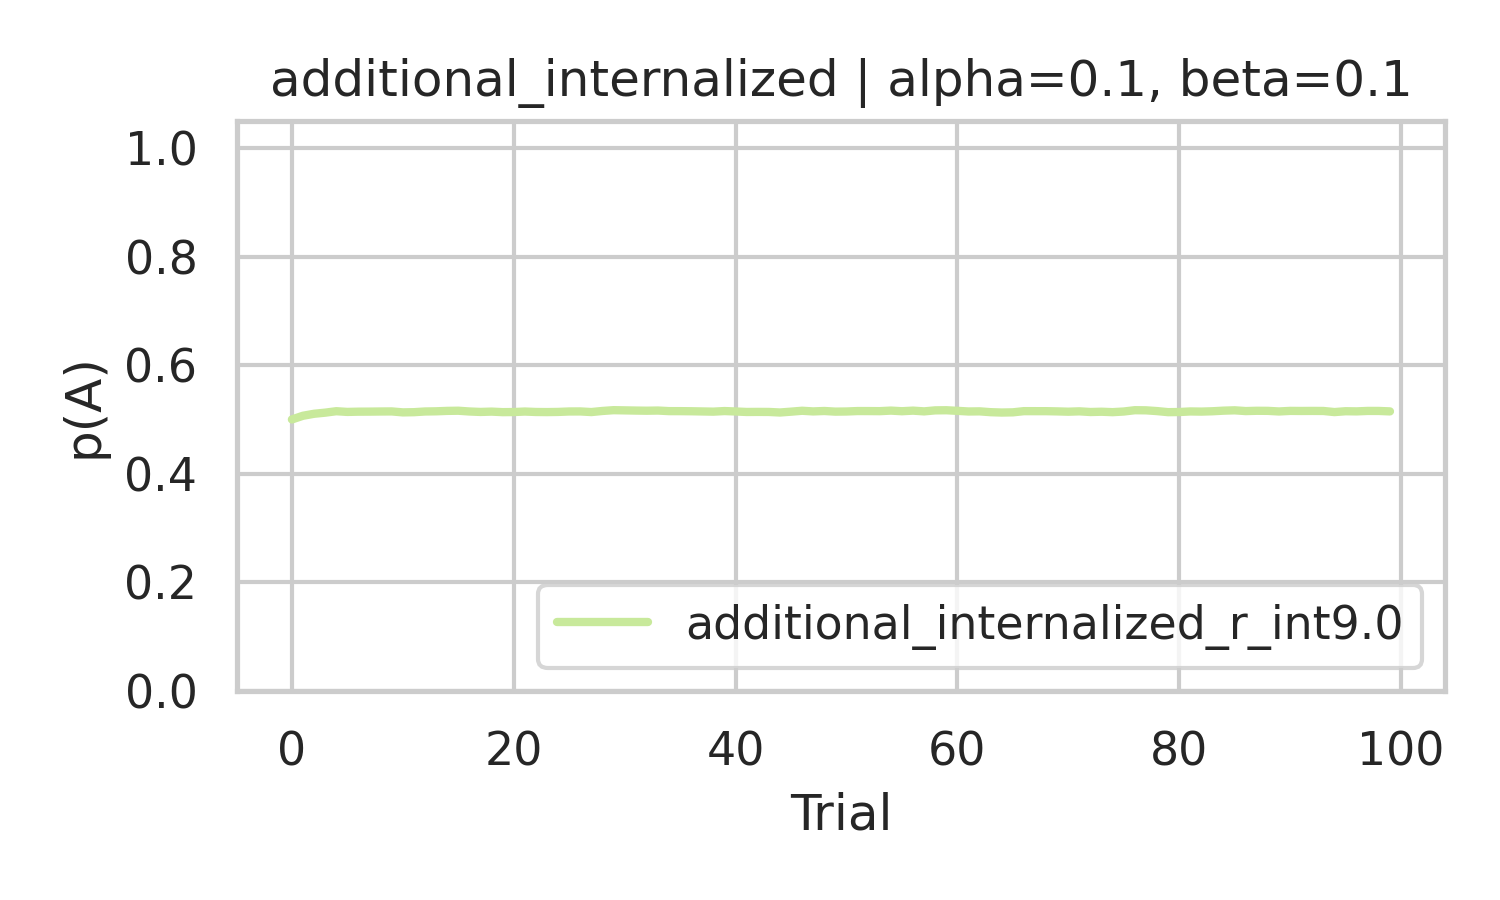 additional_internalized | alpha=0.1, beta=0.1
1.0
0.8
0.6
0.4
0.2
0.0
p(A)
additional_internalized_r_int9.0
0 20 40 60 80 100
Trial